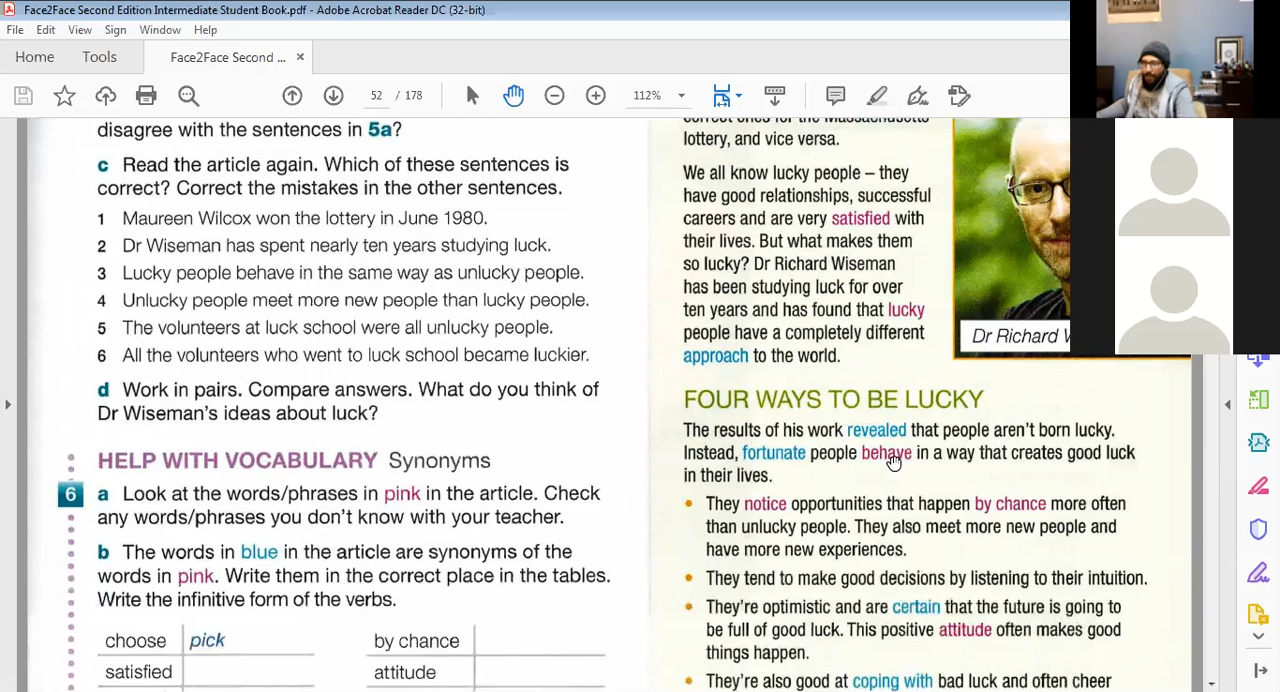 Face2Face Second Edition Intermediate Student Book.pdf - Adobe Acrobat Reader DC (32-bit)
File Edit View Sign Window Help
Home Tools Face2Face Second ... ×
52 / 178 112%
disagree with the sentences in 5a?
c Read the article again. Which of these sentences is
correct? Correct the mistakes in the other sentences.
1 Maureen Wilcox won the lottery in June 1980.
2 Dr Wiseman has spent nearly ten years studying luck.
3 Lucky people behave in the same way as unlucky people.
4 Unlucky people meet more new people than lucky people.
5 The volunteers at luck school were all unlucky people.
6 All the volunteers who went to luck school became luckier.
d Work in pairs. Compare answers. What do you think of
Dr Wiseman's ideas about luck?
HELP WITH VOCABULARY Synonyms
6 a Look at the words/phrases in pink in the article. Check
any words/phrases you don't know with your teacher.
b The words in blue in the article are synonyms of the
words in pink. Write them in the correct place in the tables.
Write the infinitive form of the verbs.
choose pick
satisfied
by chance
attitude
correct ones for the Massachusetts
lottery, and vice versa.
We all know lucky people – they
have good relationships, successful
careers and are very satisfied with
their lives. But what makes them
so lucky? Dr Richard Wiseman
has been studying luck for over
ten years and has found that lucky
people have a completely different
approach to the world.
Dr Richard
FOUR WAYS TO BE LUCKY
The results of his work revealed that people aren't born lucky.
Instead, fortunate people behave in a way that creates good luck
in their lives.
• They notice opportunities that happen by chance more often
than unlucky people. They also meet more new people and
have more new experiences.
• They tend to make good decisions by listening to their intuition.
• They're optimistic and are certain that the future is going to
be full of good luck. This positive attitude often makes good
things happen.
• They're also good at coping with bad luck and often cheer